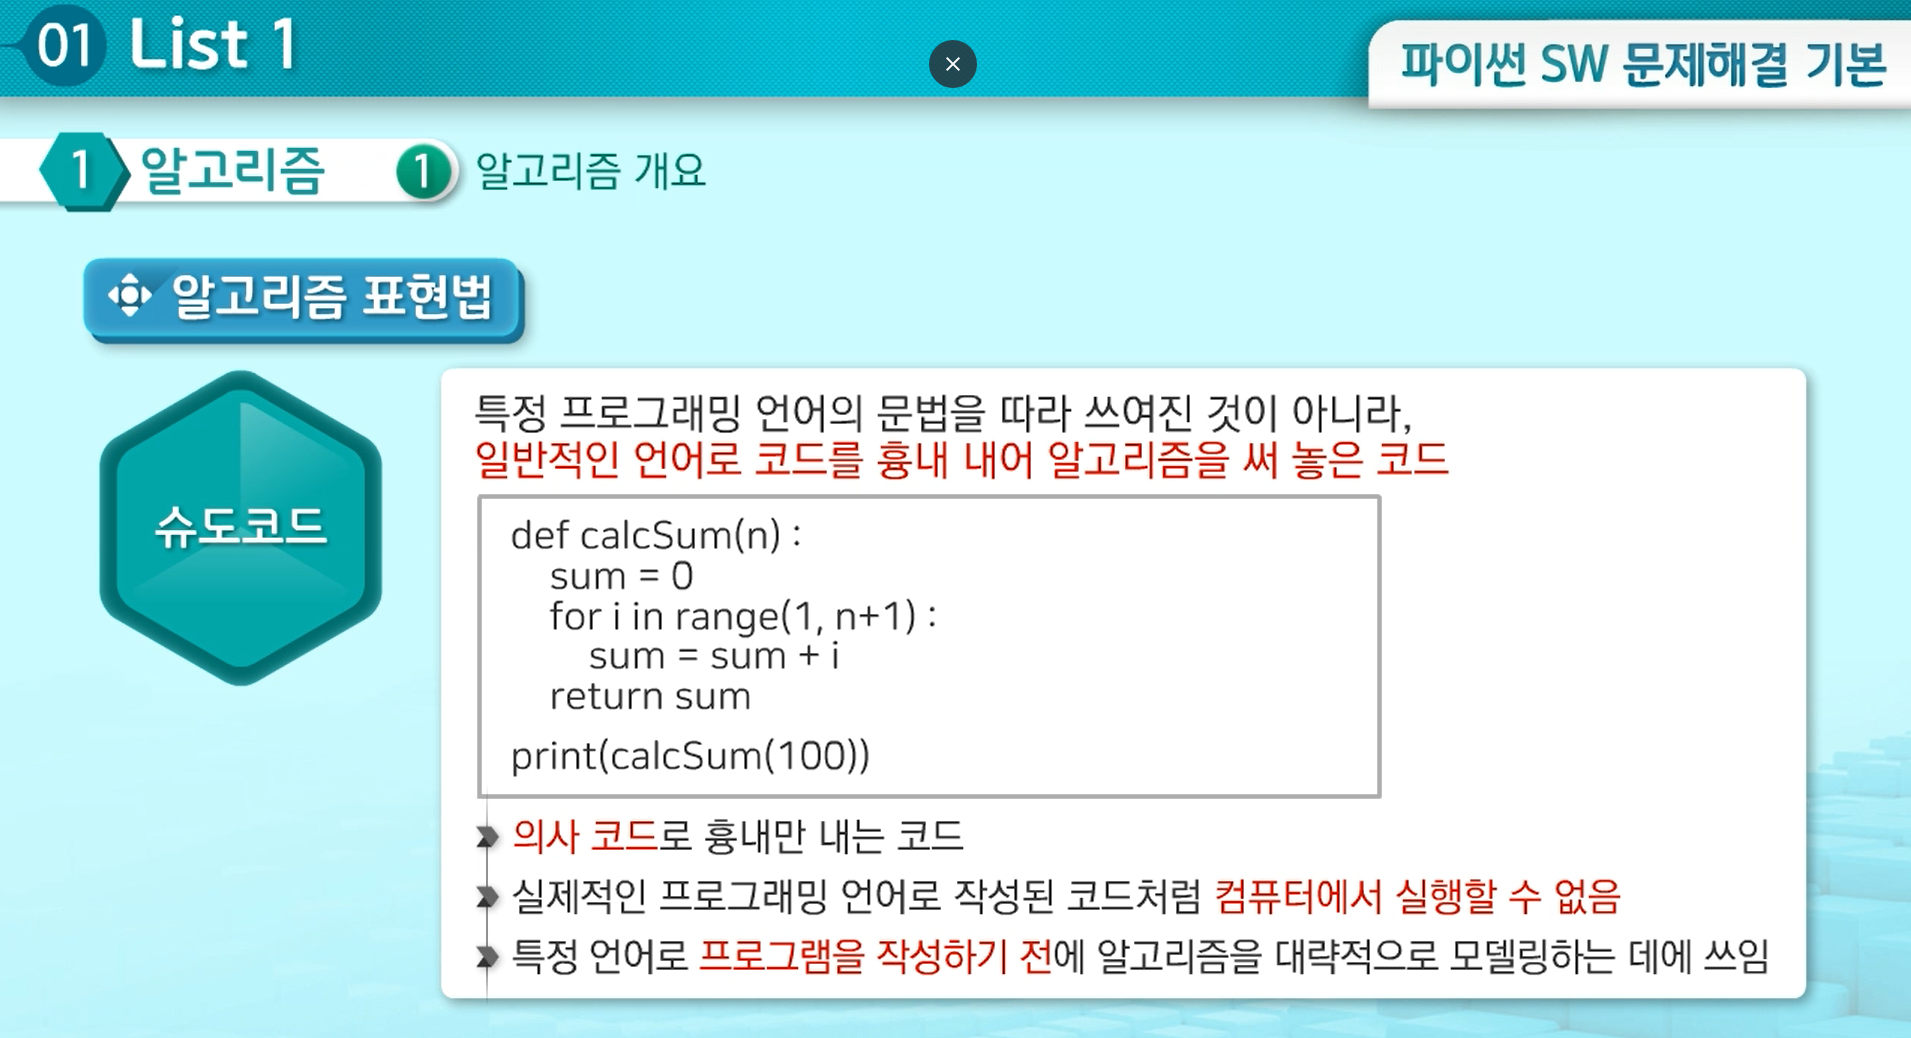 01 List 1
파이썬 SW 문제해결 기본
1 알고리즘 1 알고리즘 개요
알고리즘 표현법
슈도코드
특정 프로그래밍 언어의 문법을 따라 쓰여진 것이 아니라,
일반적인 언어로 코드를 흉내 내어 알고리즘을 써 놓은 코드
def calcSum(n) :
    sum = 0
    for i in range(1, n+1) :
        sum = sum + i
    return sum
print(calcSum(100))
의사 코드로 흉내만 내는 코드
실제적인 프로그래밍 언어로 작성된 코드처럼 컴퓨터에서 실행할 수 없음
특정 언어로 프로그램을 작성하기 전에 알고리즘을 대략적으로 모델링하는 데에 쓰임